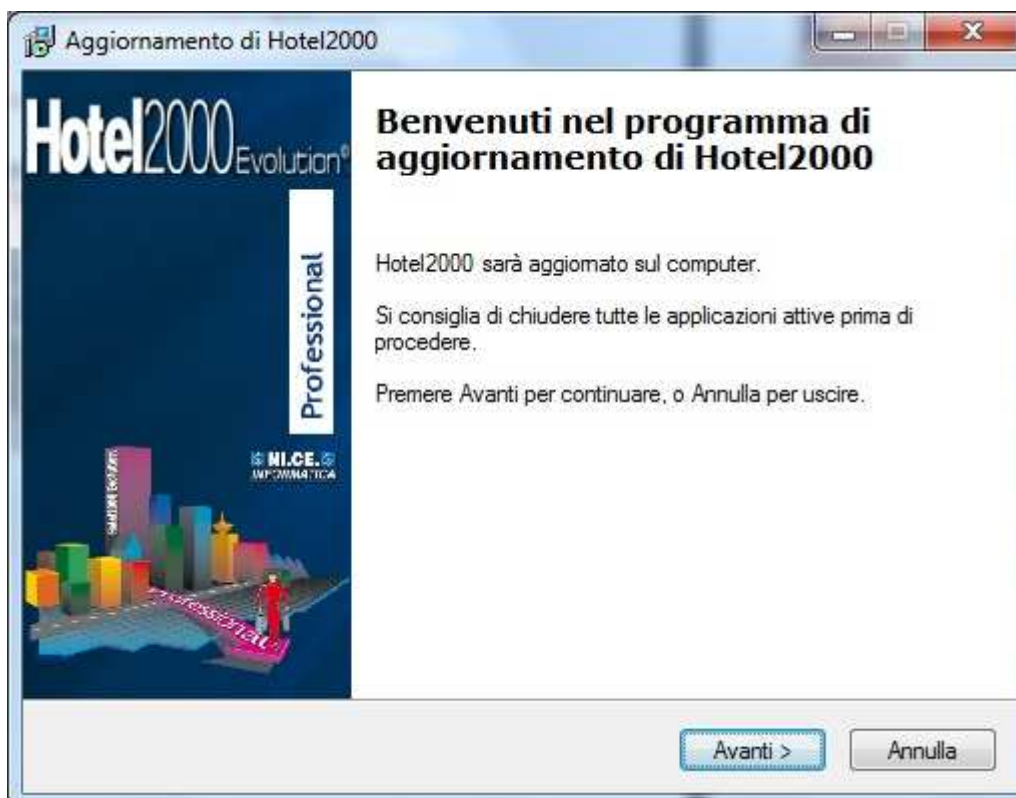 Aggiornamento di Hotel2000
Hotel2000 Evolution®
Professional
NI.CE.
INFORMATICA
Professional
Benvenuti nel programma di
aggiornamento di Hotel2000
Hotel2000 sarà aggiornato sul computer.
Si consiglia di chiudere tutte le applicazioni attive prima di
procedere.
Premere Avanti per continuare, o Annulla per uscire.
Avanti >
Annulla